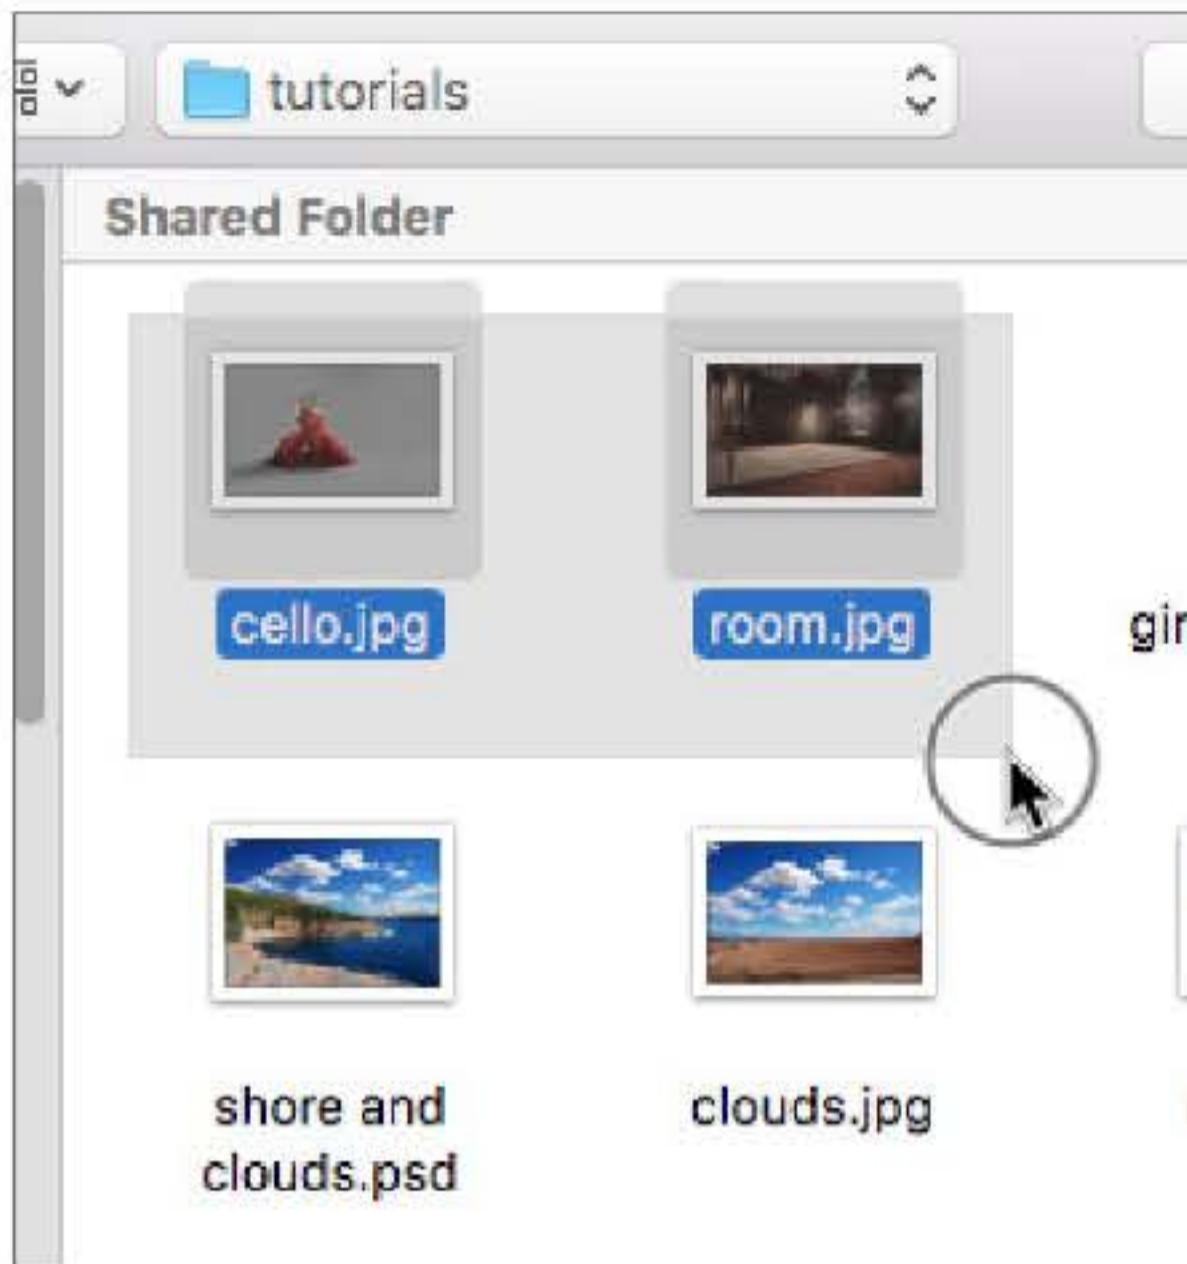 tutorials
Shared Folder
cello.jpg
room.jpg
shore and
clouds.psd
clouds.jpg